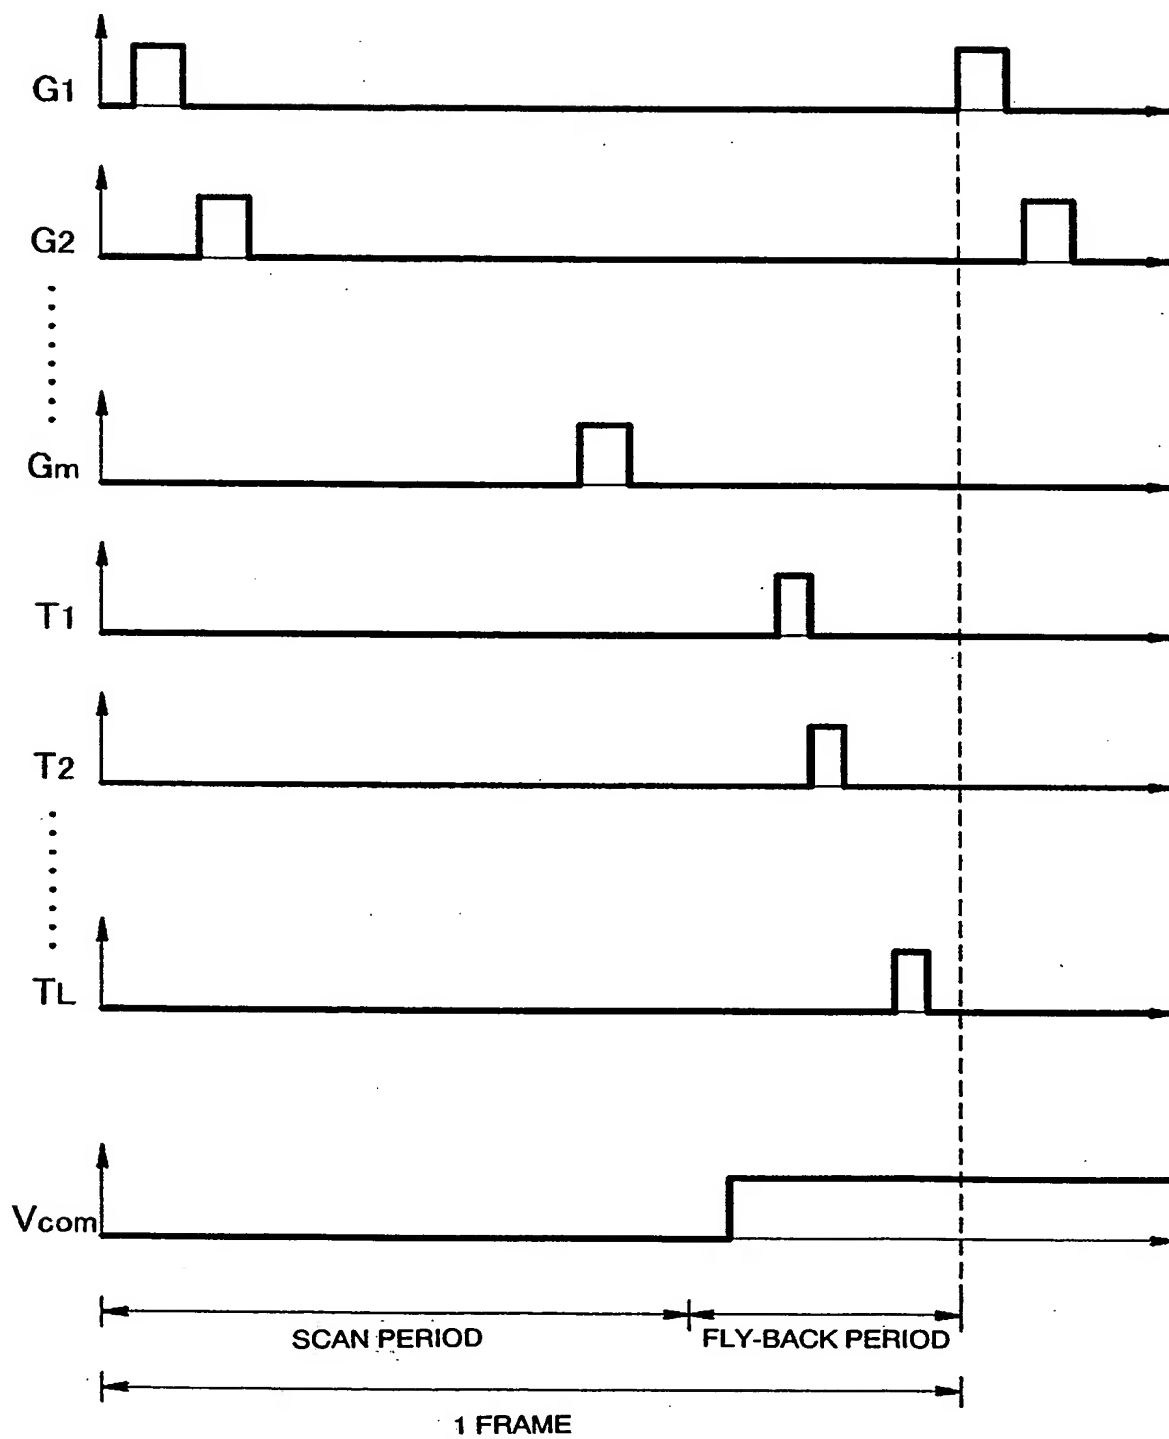 G1
G2
Gm
T1
T2
TL
Vcom
SCAN PERIOD
FLY-BACK PERIOD
1 FRAME